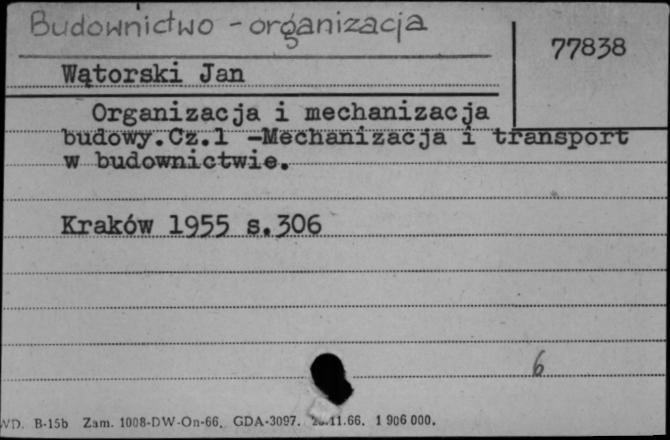 Budownictwo - organizacja
77838
Wątorski Jan
Organizacja i mechanizacja
budowy.Cz.1 -Mechanizacja i transport
w budownictwie.
Kraków 1955 s.306
6
WD. B-15b Zam. 1008-DW-On-66. GDA-3097. 11.66. 1 906 000.